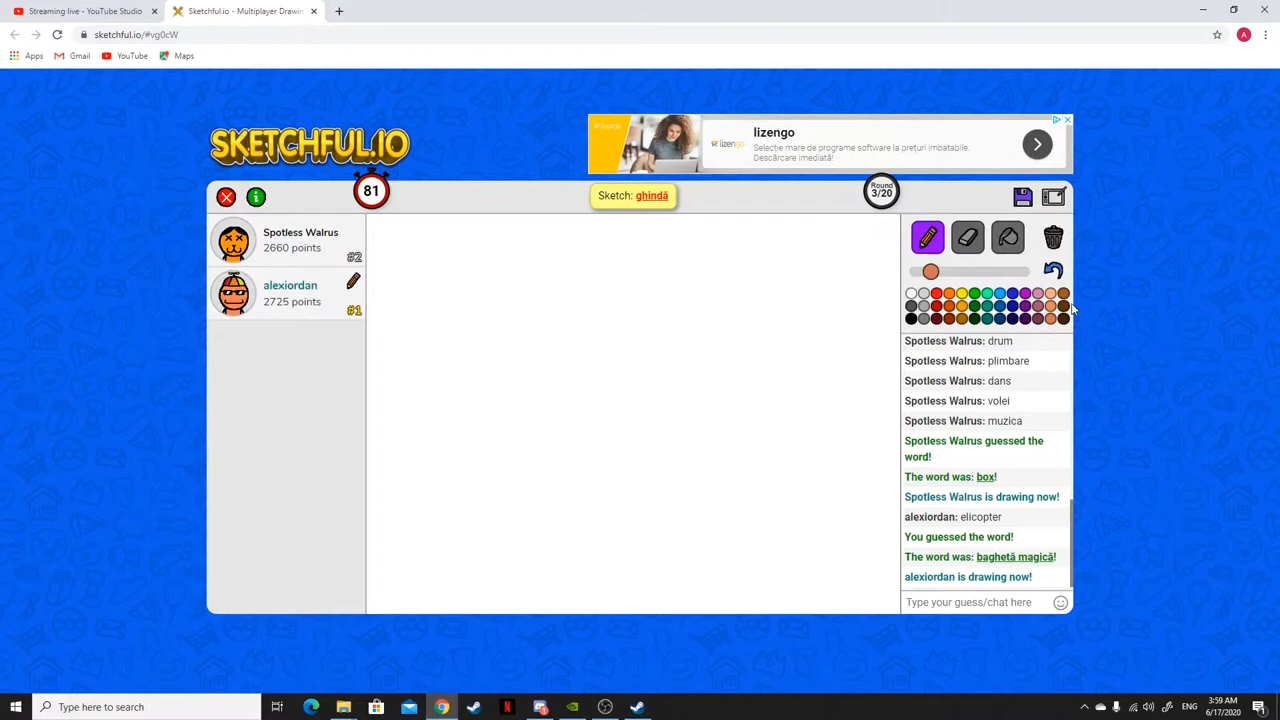 Streaming live - YouTube Studio
Sketchful.io - Multiplayer Drawin
sketchful.io/#vg0cW
A
Apps
Gmail
YouTube
Maps
SKETCHFUL.IO
lizengo
lizengo
Selecție mare de programe software la prețuri imbatabile.
Descărcare imediată!
81
Sketch: ghindă
Round
3/20
Spotless Walrus
2660 points
#2
alexiordan
2725 points
#1
Spotless Walrus: drum
Spotless Walrus: plimbare
Spotless Walrus: dans
Spotless Walrus: volei
Spotless Walrus: muzica
Spotless Walrus guessed the
word!
The word was: box!
Spotless Walrus is drawing now!
alexiordan: elicopter
You guessed the word!
The word was: baghetă magică!
alexiordan is drawing now!
Type your guess/chat here
Type here to search
3:59 AM
6/17/2020